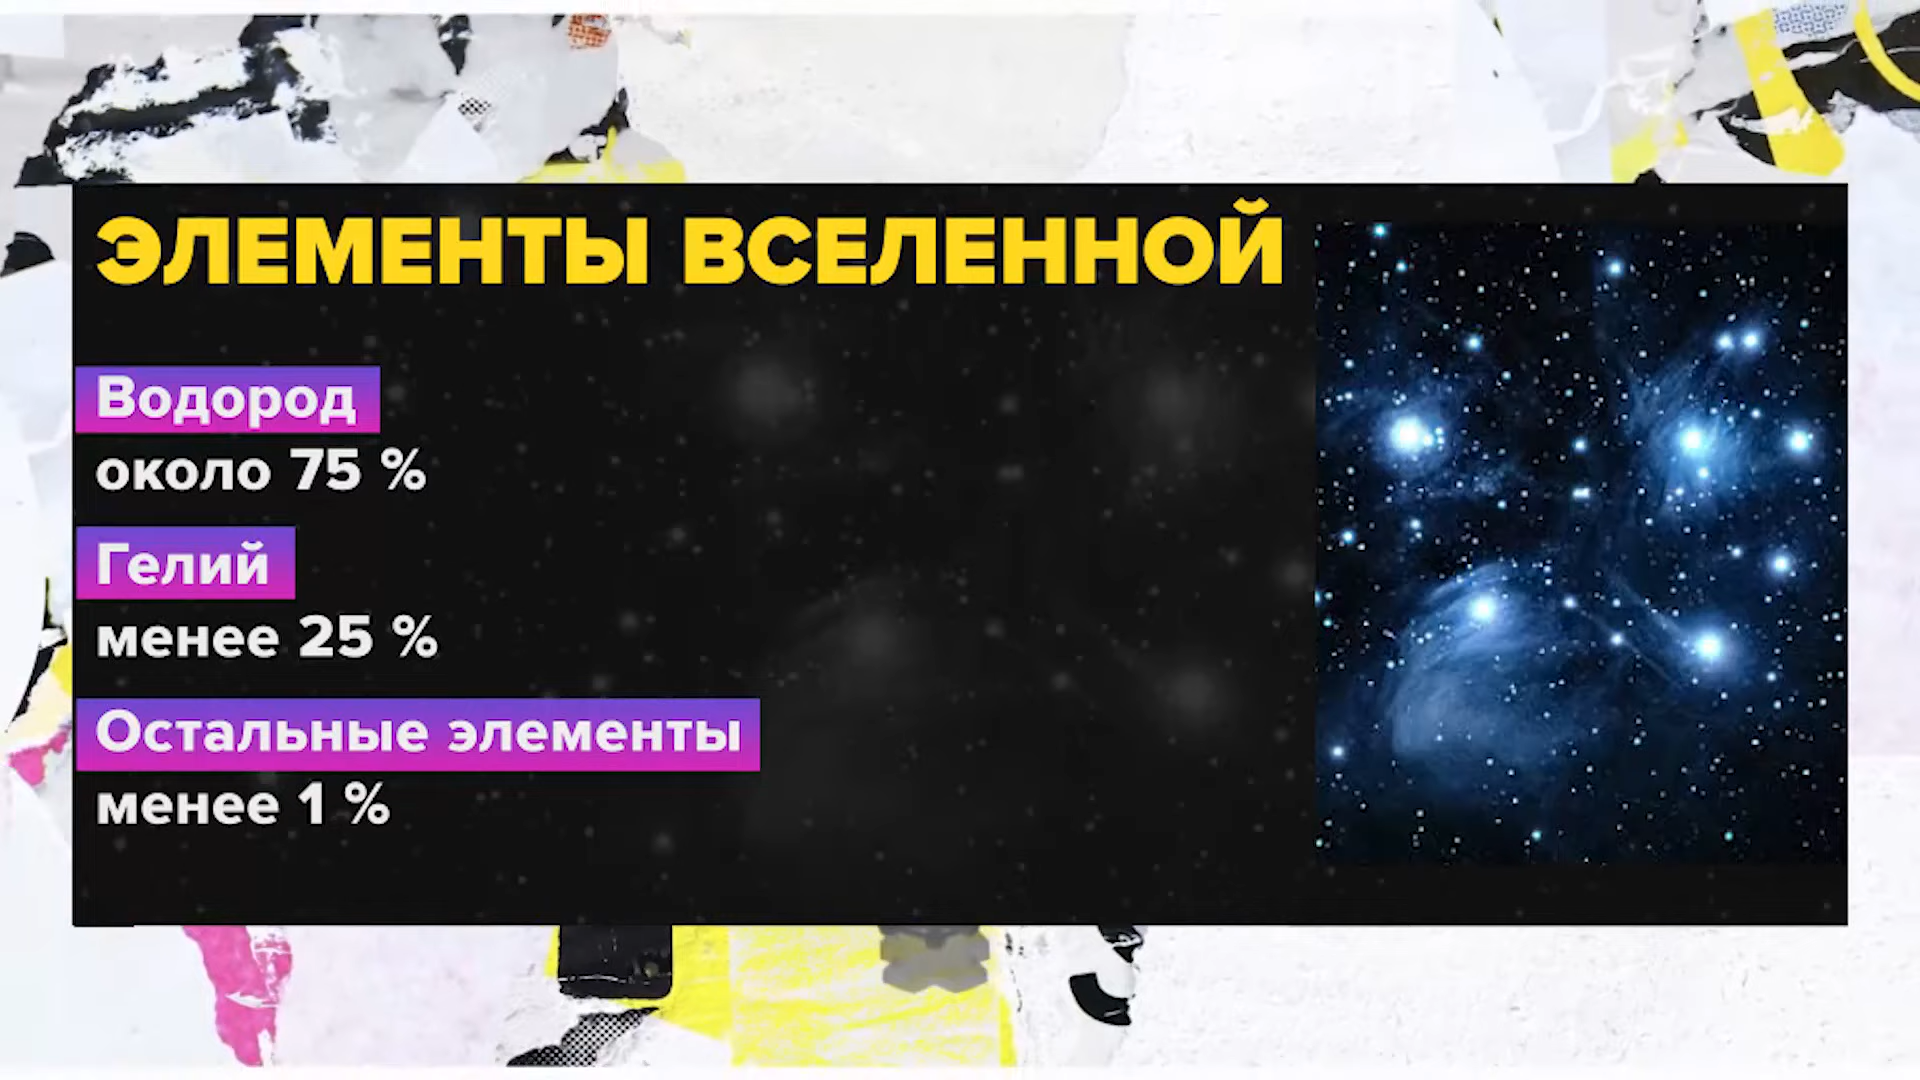 ЭЛЕМЕНТЫ ВСЕЛЕННОЙ
Водород
около 75 %
Гелий
менее 25 %
Остальные элементы
менее 1 %